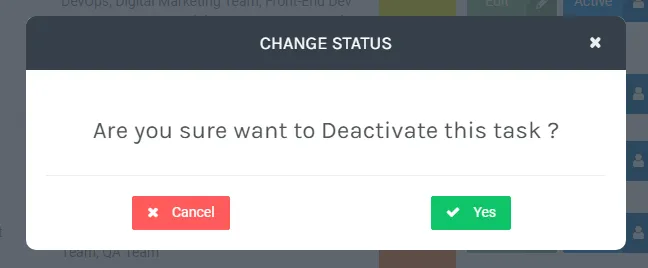 DevOps, Digital Marketing Team, Front-End Dev
Edit
Active
CHANGE STATUS
Are you sure want to Deactivate this task ?
Cancel
Yes
Team, QA Team